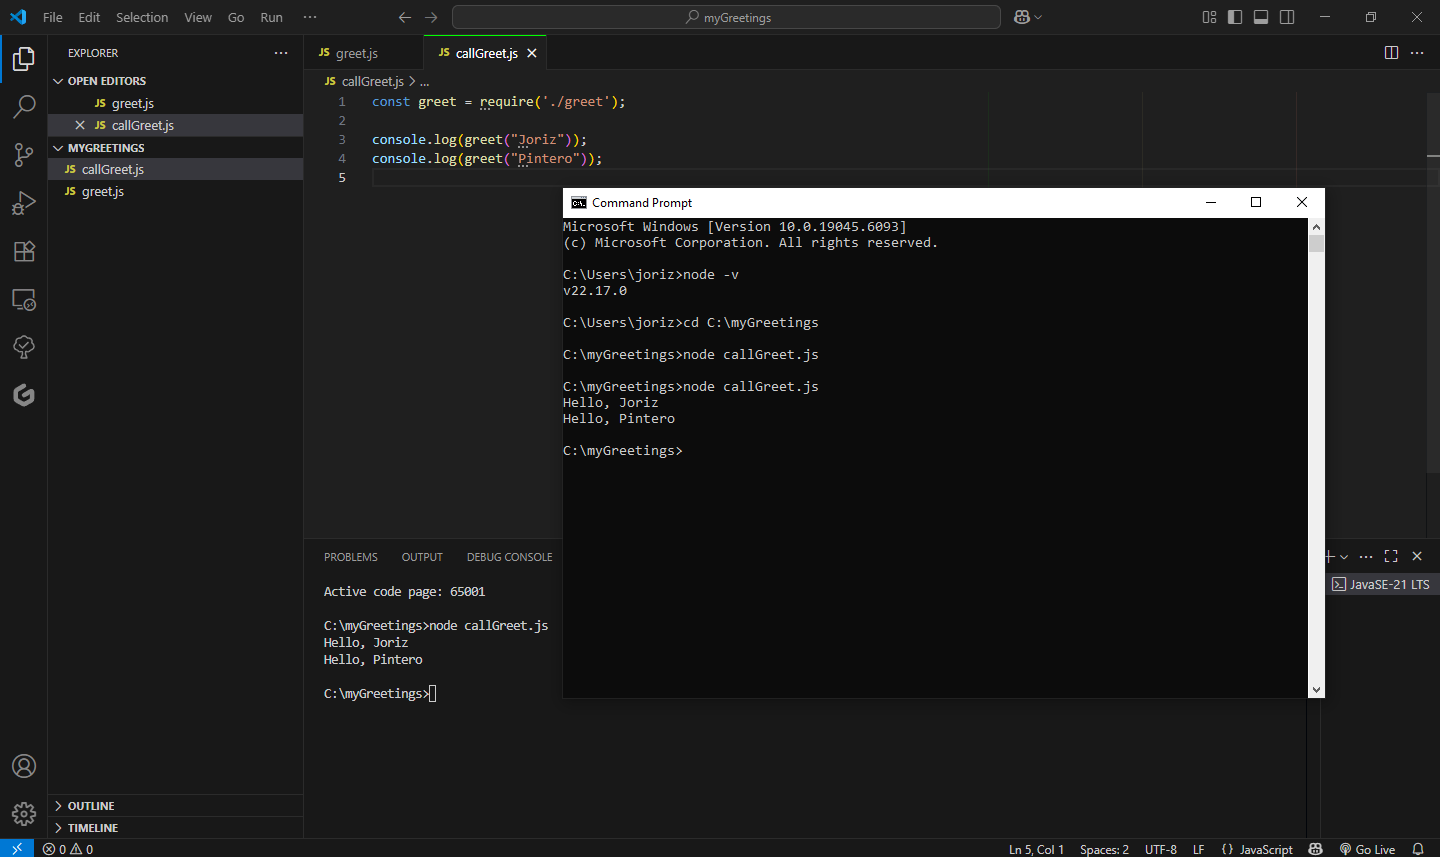 File Edit Selection View Go Run ···
myGreetings
EXPLORER
OPEN EDITORS
JS greet.js
JS callGreet.js
MYGREETINGS
JS callGreet.js
JS greet.js
OUTLINE
TIMELINE
JS greet.js
JS callGreet.js
JS callGreet.js > ...
1 const greet = require('./greet');
2
3 console.log(greet("Joriz"));
4 console.log(greet("Pintero"));
5
Command Prompt
Microsoft Windows [Version 10.0.19045.6093]
(c) Microsoft Corporation. All rights reserved.
C:\Users\joriz>node -v
v22.17.0
C:\Users\joriz>cd C:\myGreetings
C:\myGreetings>node callGreet.js
C:\myGreetings>node callGreet.js
Hello, Joriz
Hello, Pintero
C:\myGreetings>
PROBLEMS OUTPUT DEBUG CONSOLE
JavaSE-21 LTS
Active code page: 65001
C:\myGreetings>node callGreet.js
Hello, Joriz
Hello, Pintero
C:\myGreetings>
0 0
Ln 5, Col 1 Spaces: 2 UTF-8 LF { } JavaScript Go Live